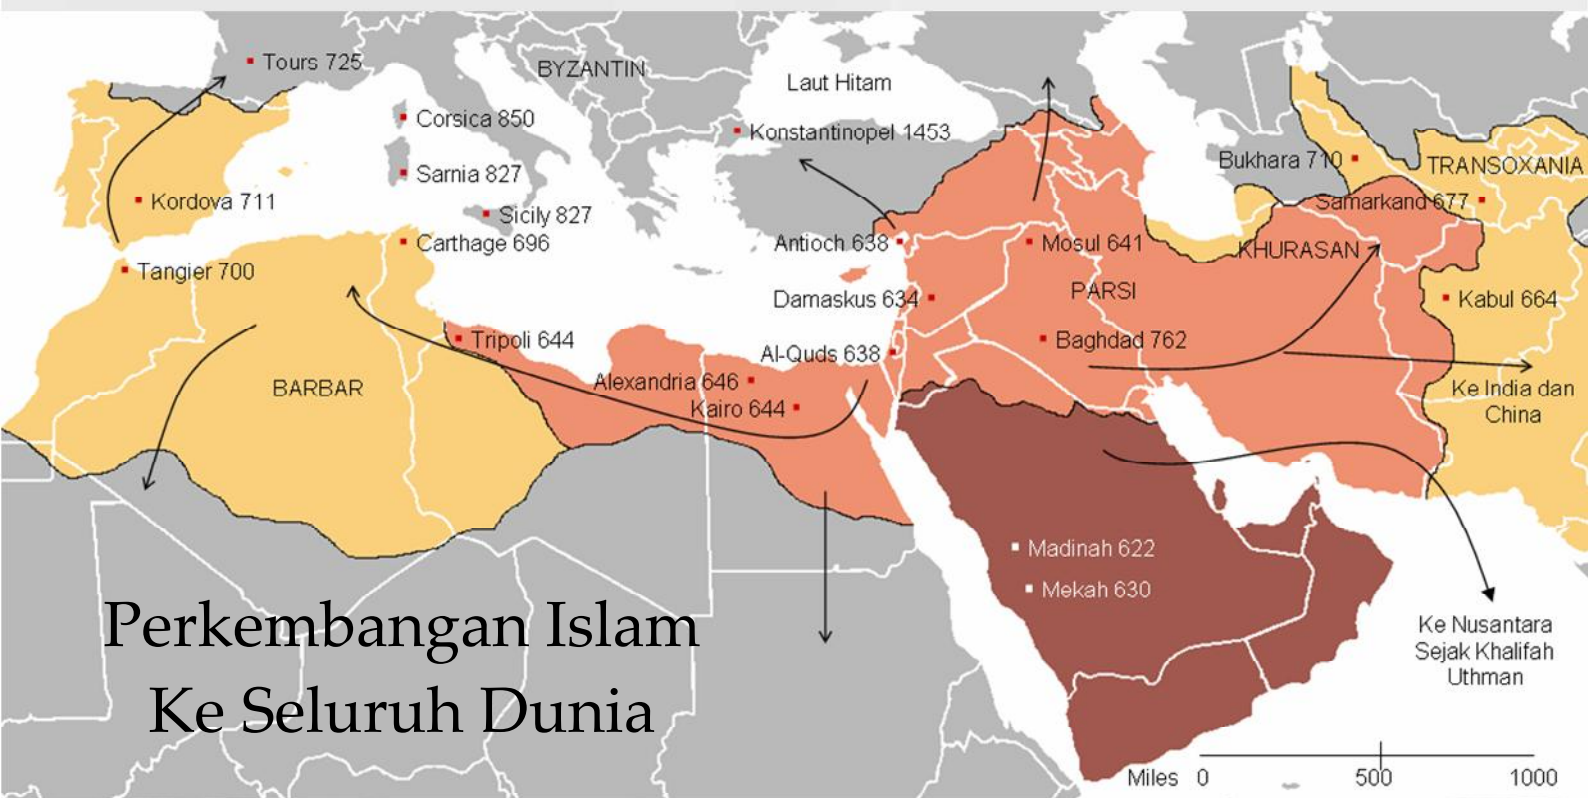 Tours 725
BYZANTIN
Laut Hitam
Corsica 850
Konstantinopel 1453
Bukhara 710
TRANSOXANIA
Sarnia 827
Kordova 711
Samarkand 677
Sicily 827
Carthage 696
Antioch 638
Mosul 641
KHURASAN
Tangier 700
PARSI
Damaskus 634
Kabul 664
Tripoli 644
Baghdad 762
Al-Quds 638
BARBAR
Alexandria 646
Ke India dan
China
Kairo 644
Madinah 622
Mekah 630
Perkembangan Islam
Ke Seluruh Dunia
Ke Nusantara
Sejak Khalifah
Uthman
Miles 0 500 1000